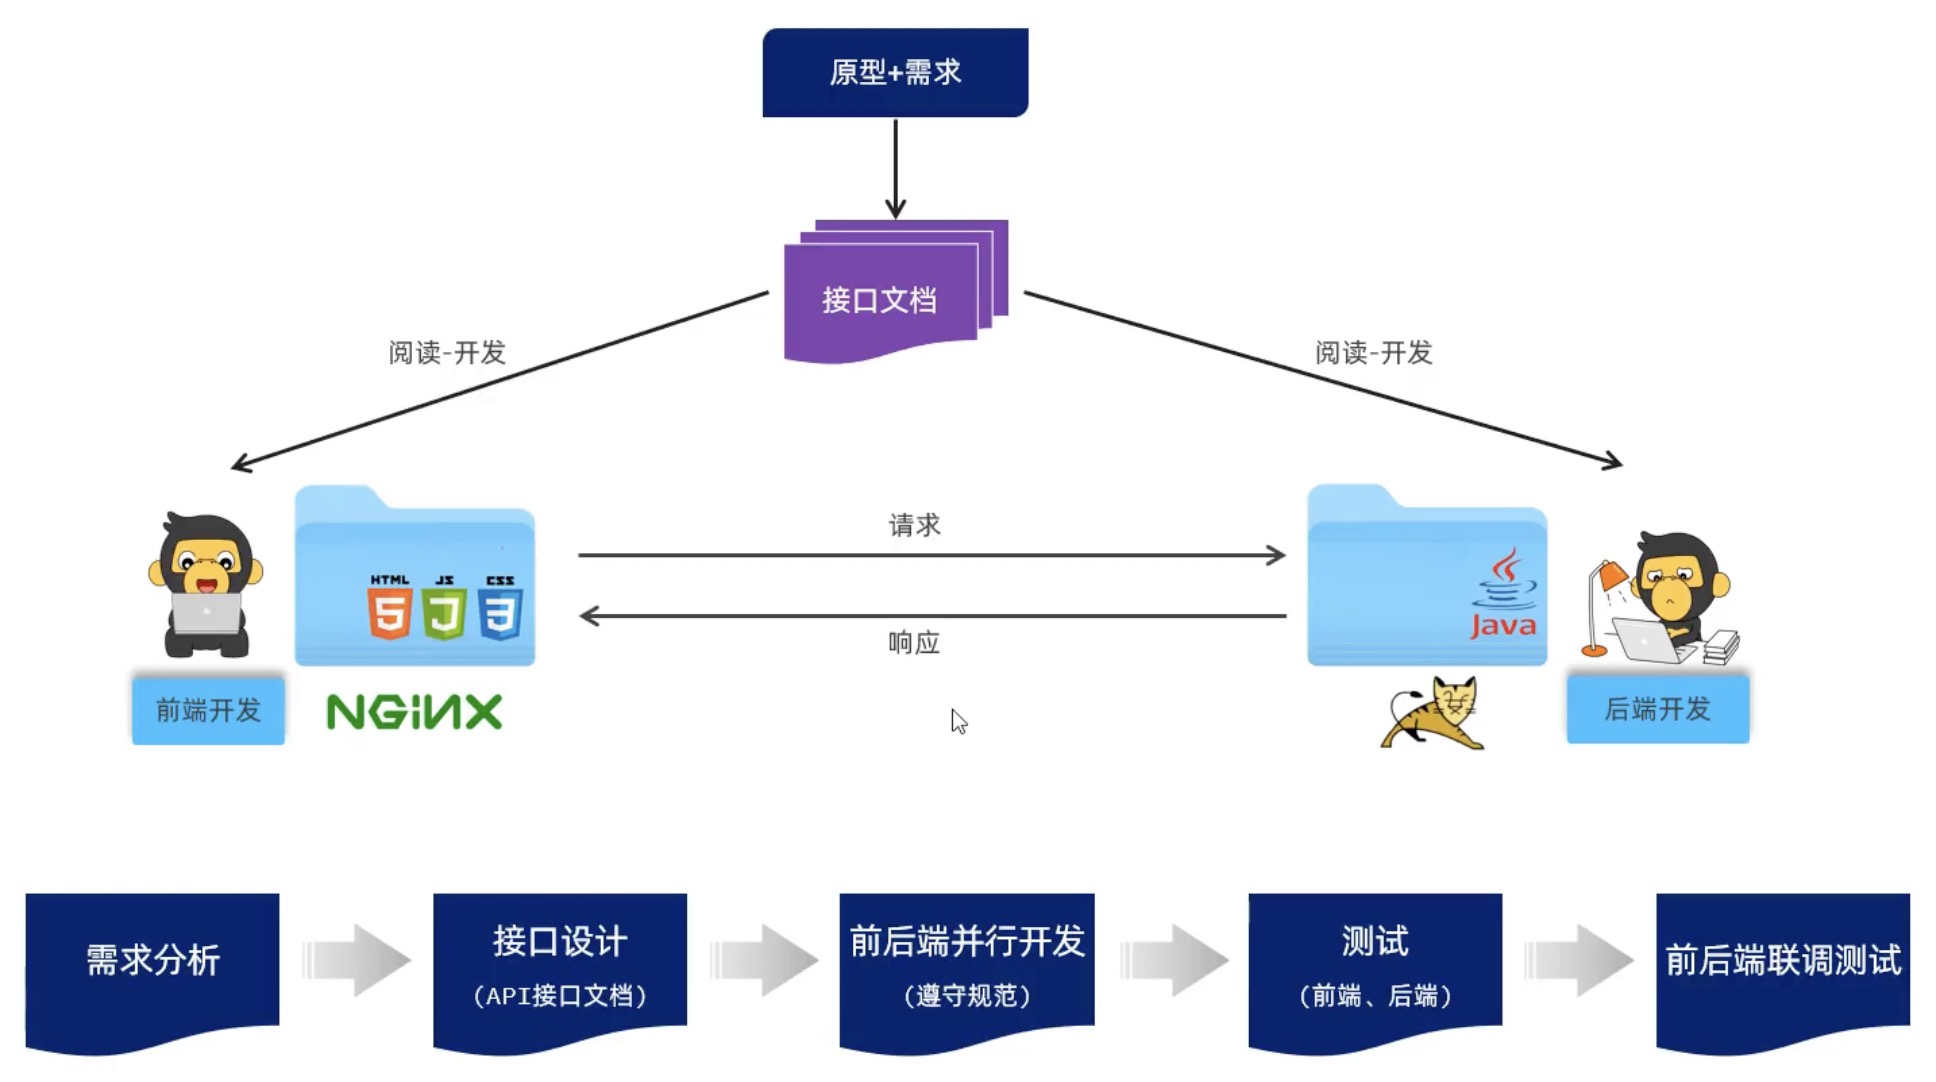 原型+需求
接口文档
阅读-开发
阅读-开发
请求
HTML JS CSS
5 J 3
Java
响应
前端开发
NGiNX
后端开发
需求分析
接口设计
(API接口文档)
前后端并行开发
(遵守规范)
测试
(前端、后端)
前后端联调测试